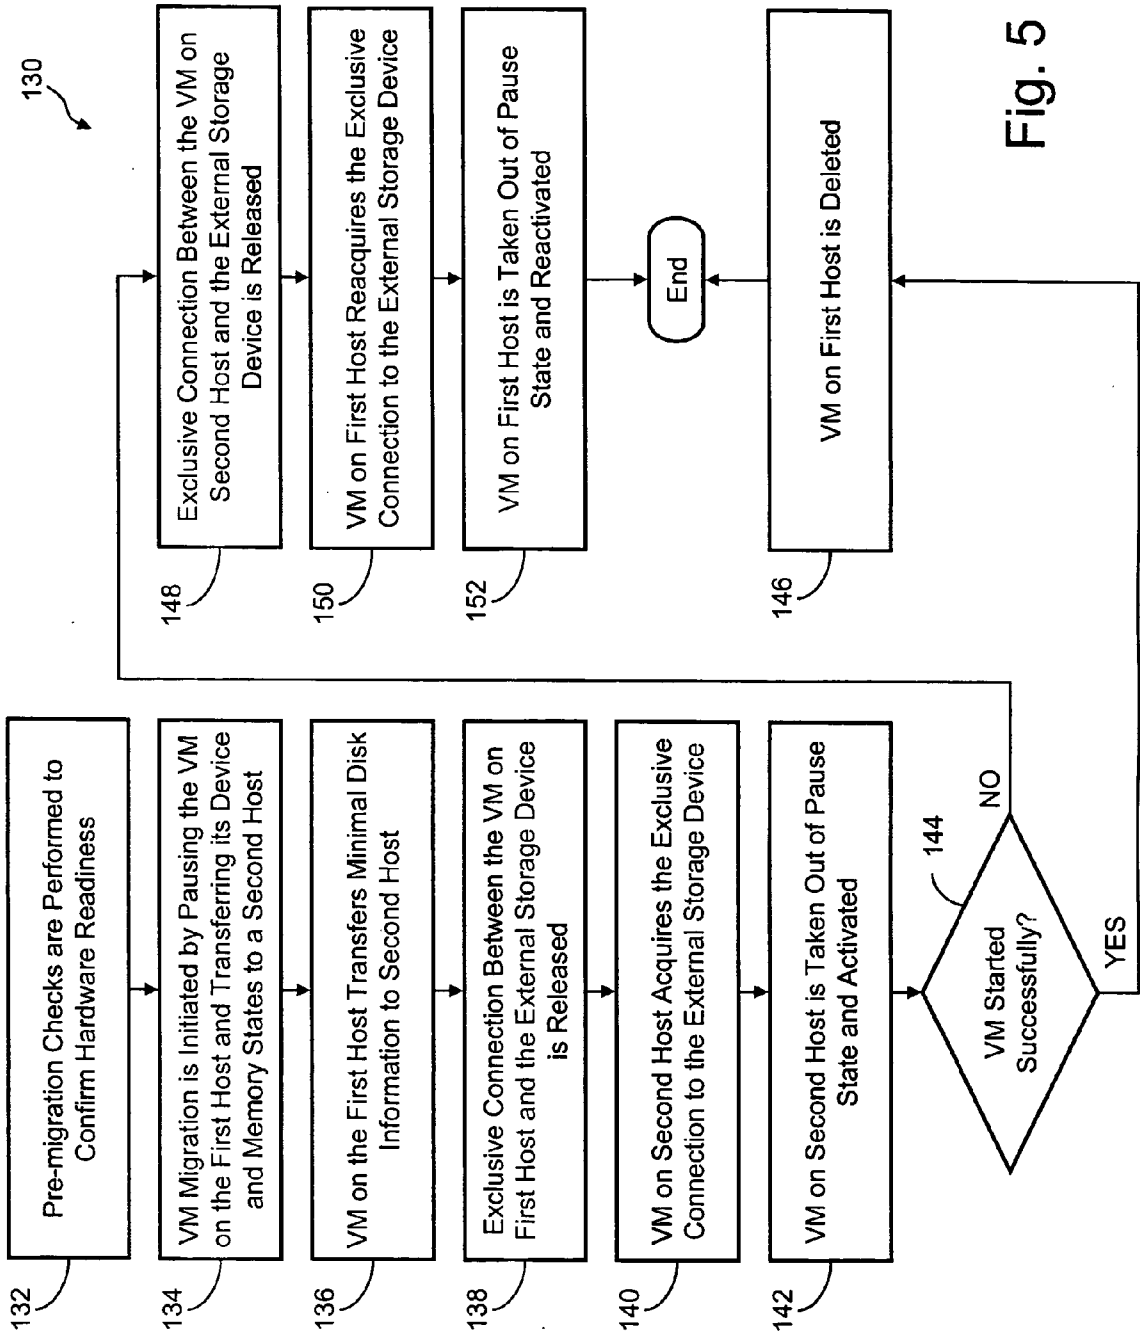 130
132
Pre-migration Checks are Performed to
Confirm Hardware Readiness
134
VM Migration is Initiated by Pausing the VM
on the First Host and Transferring its Device
and Memory States to a Second Host
136
VM on the First Host Transfers Minimal Disk
Information to Second Host
138
Exclusive Connection Between the VM on
First Host and the External Storage Device
is Released
140
VM on Second Host Acquires the Exclusive
Connection to the External Storage Device
142
VM on Second Host is Taken Out of Pause
State and Activated
144
VM Started
Successfully?
NO
YES
148
Exclusive Connection Between the VM on
Second Host and the External Storage
Device is Released
150
VM on First Host Reacquires the Exclusive
Connection to the External Storage Device
152
VM on First Host is Taken Out of Pause
State and Reactivated
End
146
VM on First Host is Deleted
Fig. 5